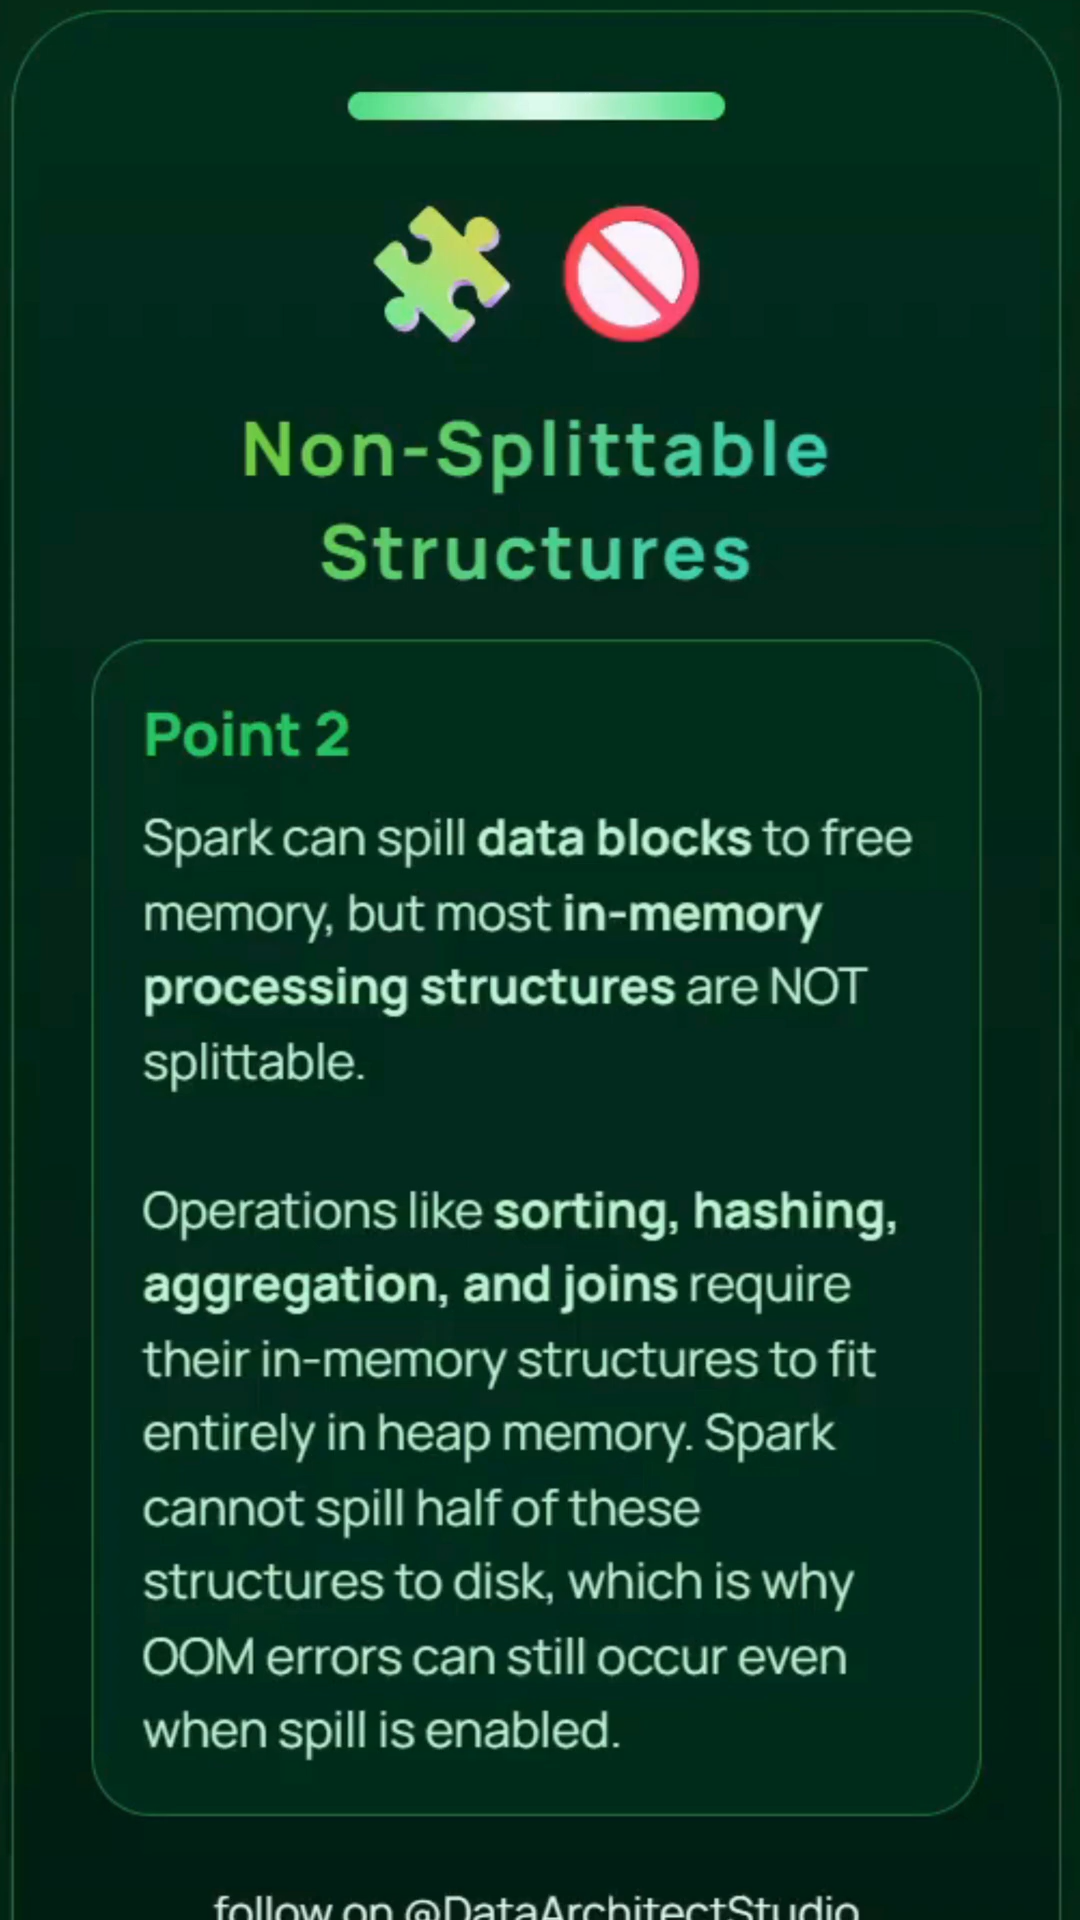 Non-Splittable
Structures
Point 2
Spark can spill data blocks to free
memory, but most in-memory
processing structures are NOT
splittable.
Operations like sorting, hashing,
aggregation, and joins require
their in-memory structures to fit
entirely in heap memory. Spark
cannot spill half of these
structures to disk, which is why
OOM errors can still occur even
when spill is enabled.
follow on @DataArchitectStudio